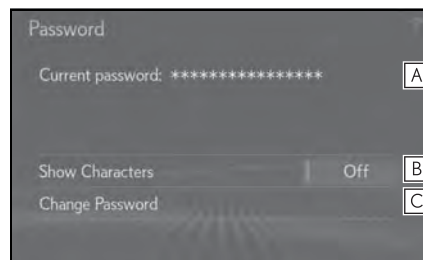 Password
Current password: **************** A
Show Characters Off B
Change Password C